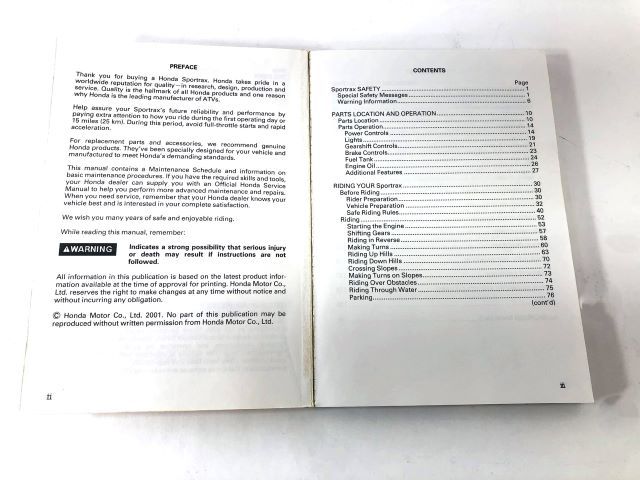 PREFACE
Thank you for buying a Honda Sportrax. Honda takes pride in a
worldwide reputation for quality—in research, design, production and
service. Quality is the hallmark of all Honda products and one reason
why Honda is the leading manufacturer of ATVs.
Help assure your Sportrax's future reliability and performance by
paying extra attention to how you ride during the first operating day or
15 miles (25 km). During this period, avoid full-throttle starts and rapid
acceleration.
For replacement parts and accessories, we recommend genuine
Honda products. They've been specially designed for your vehicle and
manufactured to meet Honda's demanding standards.
This manual contains a Maintenance Schedule and information on
basic maintenance procedures. If you have the required skills and tools,
your Honda dealer can supply you with an Official Honda Service
Manual to help you perform more advanced maintenance and repairs.
When you need service, remember that your Honda dealer knows your
vehicle best and is interested in your complete satisfaction.
We wish you many years of safe and enjoyable riding.
While reading this manual, remember:
⚠WARNING Indicates a strong possibility that serious injury
or death may result if instructions are not
followed.
All information in this publication is based on the latest product infor-
mation available at the time of approval for printing. Honda Motor Co.,
Ltd. reserves the right to make changes at any time without notice and
without incurring any obligation.
© Honda Motor Co., Ltd. 2001. No part of this publication may be
reproduced without written permission from Honda Motor Co., Ltd.
ii
CONTENTS
Page
Sportrax SAFETY 1
Special Safety Messages 1
Warning Information 6
PARTS LOCATION AND OPERATION 10
Parts Location 10
Parts Operation 14
Power Controls 14
Lights 19
Gearshift Controls 21
Brake Controls 23
Fuel Tank 24
Engine Oil 26
Additional Features 27
RIDING YOUR Sportrax 30
Before Riding 30
Rider Preparation 30
Vehicle Preparation 32
Safe Riding Rules 40
Riding 52
Starting the Engine 53
Shifting Gears 57
Riding in Reverse 58
Making Turns 60
Riding Up Hills 63
Riding Down Hills 70
Crossing Slopes 72
Making Turns on Slopes 73
Riding Over Obstacles 74
Riding Through Water 75
Parking 76
(cont'd)
iii